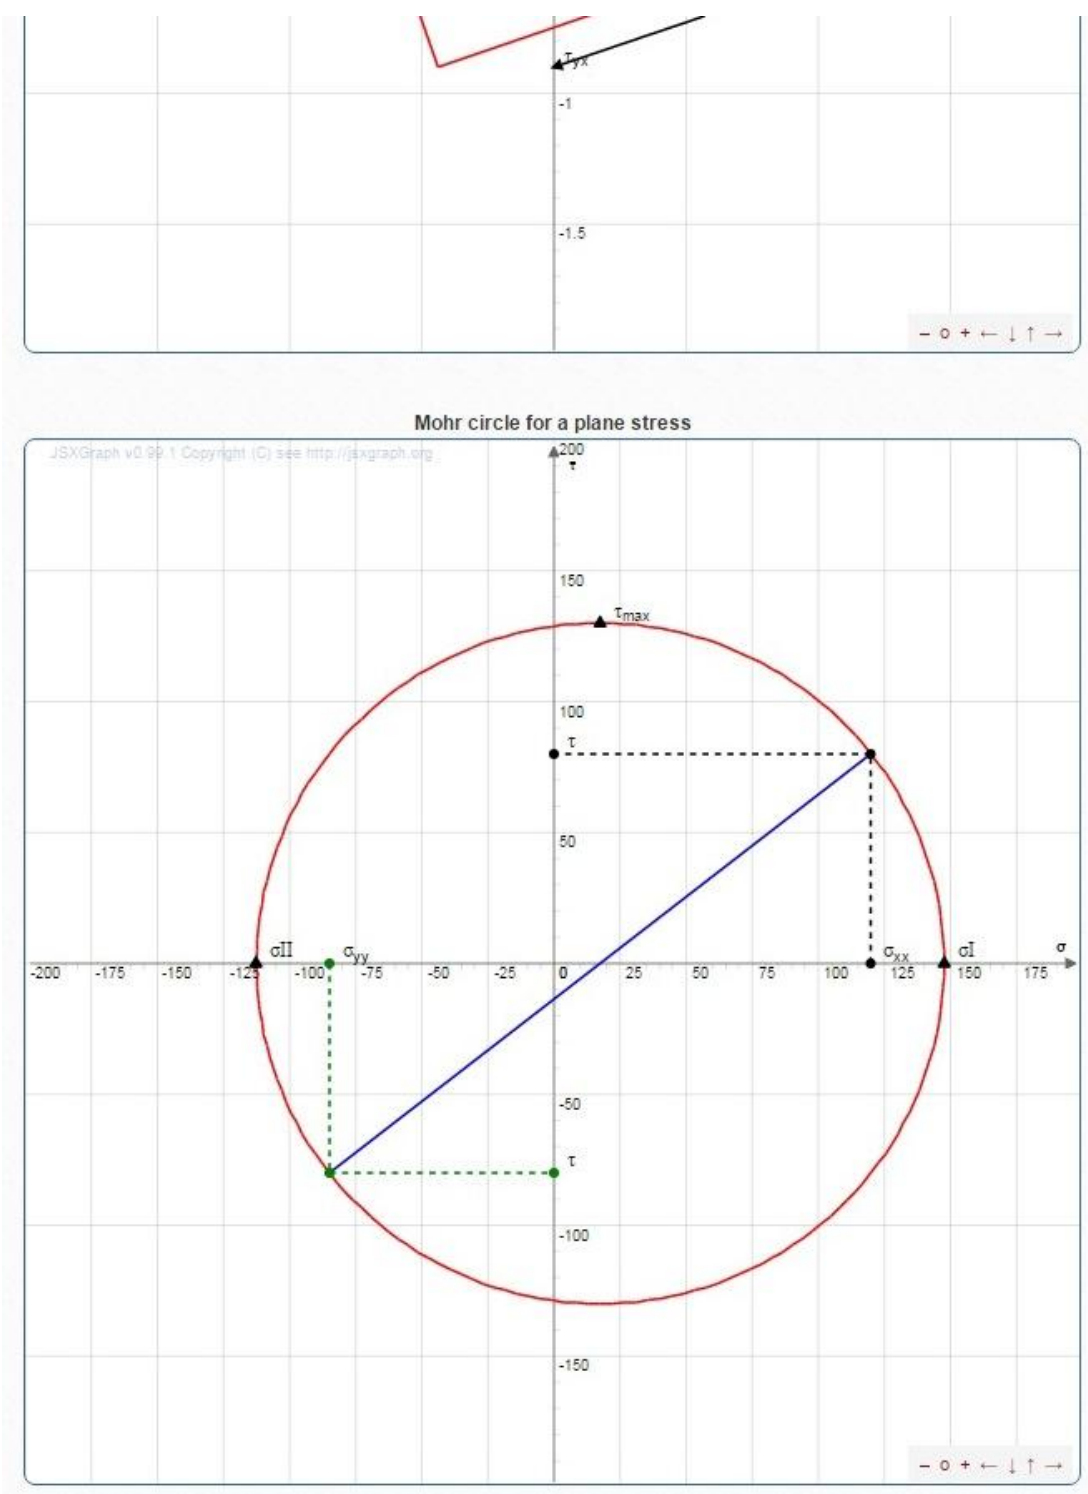 τyx
-1
-1.5
– o + ← ↓ ↑ →
Mohr circle for a plane stress
JSXGraph v0.99.1 Copyright (C) see http://jsxgraph.org
200
τ
150
τmax
100
τ
50
σII σyy σxx σI σ
-200 -175 -150 -125 -100 -75 -50 -25 0 25 50 75 100 125 150 175
-50
τ
-100
-150
– o + ← ↓ ↑ →